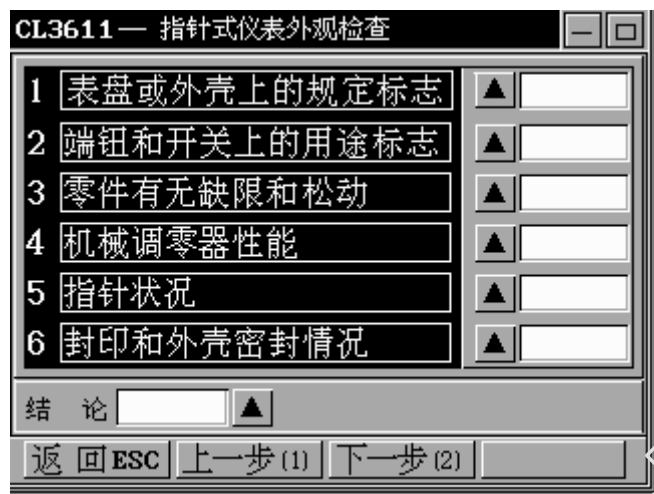 CL3611— 指针式仪表外观检查
1 表盘或外壳上的规定标志
2 端钮和开关上的用途标志
3 零件有无缺限和松动
4 机械调零器性能
5 指针状况
6 封印和外壳密封情况
结 论
返 回ESC 上一步(1) 下一步(2)